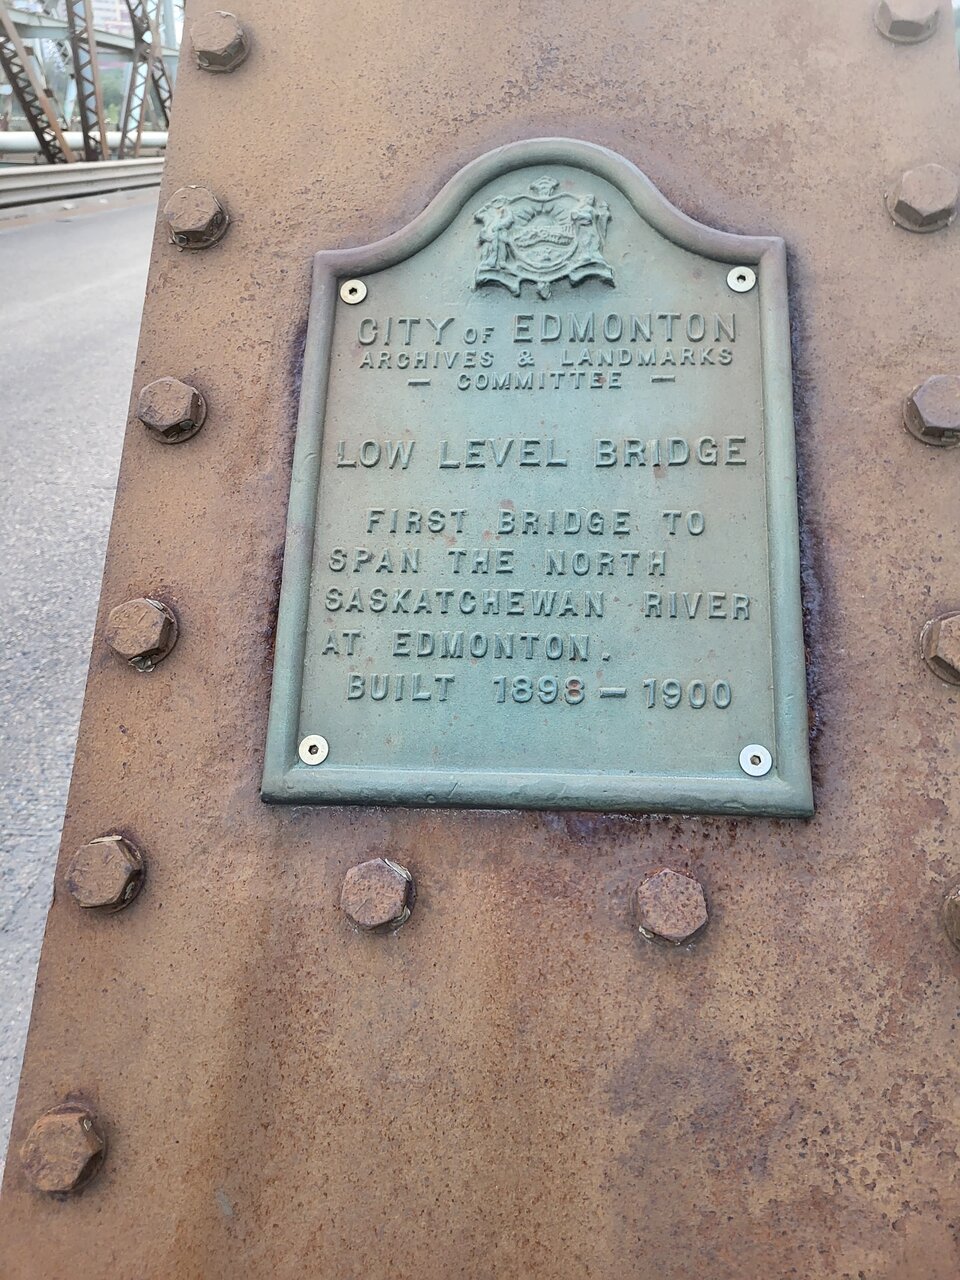 CITY OF EDMONTON
ARCHIVES & LANDMARKS
— COMMITTEE —
LOW LEVEL BRIDGE
FIRST BRIDGE TO
SPAN THE NORTH
SASKATCHEWAN RIVER
AT EDMONTON.
BUILT 1898 — 1900